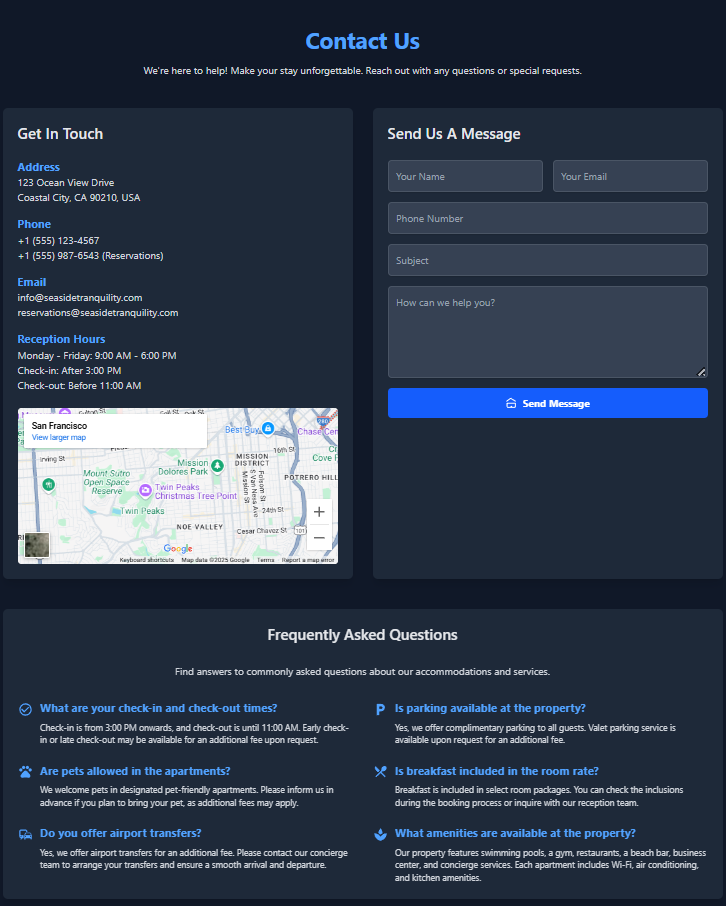 Contact Us
We're here to help! Make your stay unforgettable. Reach out with any questions or special requests.
Get In Touch
Address
123 Ocean View Drive
Coastal City, CA 90210, USA
Phone
+1 (555) 123-4567
+1 (555) 987-6543 (Reservations)
Email
info@seasidetranquility.com
reservations@seasidetranquility.com
Reception Hours
Monday - Friday: 9:00 AM - 6:00 PM
Check-in: After 3:00 PM
Check-out: Before 11:00 AM
San Francisco
View larger map
Best Buy
Chase Cen
280
16th St
Cove
Irving St
Mission
Dolores Park
MISSION
DISTRICT
Mount Sutro
Open Space
Reserve
S Van Ness Ave
Folsom St
Mission St
POTRERO HILL
Twin Peaks
Christmas Tree Point
Twin Peaks
24th St
NOE VALLEY
Cesar Chavez St
101
Google
Keyboard shortcuts
Map data ©2025 Google
Terms
Report a map error
Send Us A Message
Your Name
Your Email
Phone Number
Subject
How can we help you?
Send Message
Frequently Asked Questions
Find answers to commonly asked questions about our accommodations and services.
What are your check-in and check-out times?
Check-in is from 3:00 PM onwards, and check-out is until 11:00 AM. Early check-
in or late check-out may be available for an additional fee upon request.
Is parking available at the property?
Yes, we offer complimentary parking to all guests. Valet parking service is
available upon request for an additional fee.
Are pets allowed in the apartments?
We welcome pets in designated pet-friendly apartments. Please inform us in
advance if you plan to bring your pet, as additional fees may apply.
Is breakfast included in the room rate?
Breakfast is included in select room packages. You can check the inclusions
during the booking process or inquire with our reception team.
Do you offer airport transfers?
Yes, we offer airport transfers for an additional fee. Please contact our concierge
team to arrange your transfers and ensure a smooth arrival and departure.
What amenities are available at the property?
Our property features swimming pools, a gym, restaurants, a beach bar, business
center, and concierge services. Each apartment includes Wi-Fi, air conditioning,
and kitchen amenities.